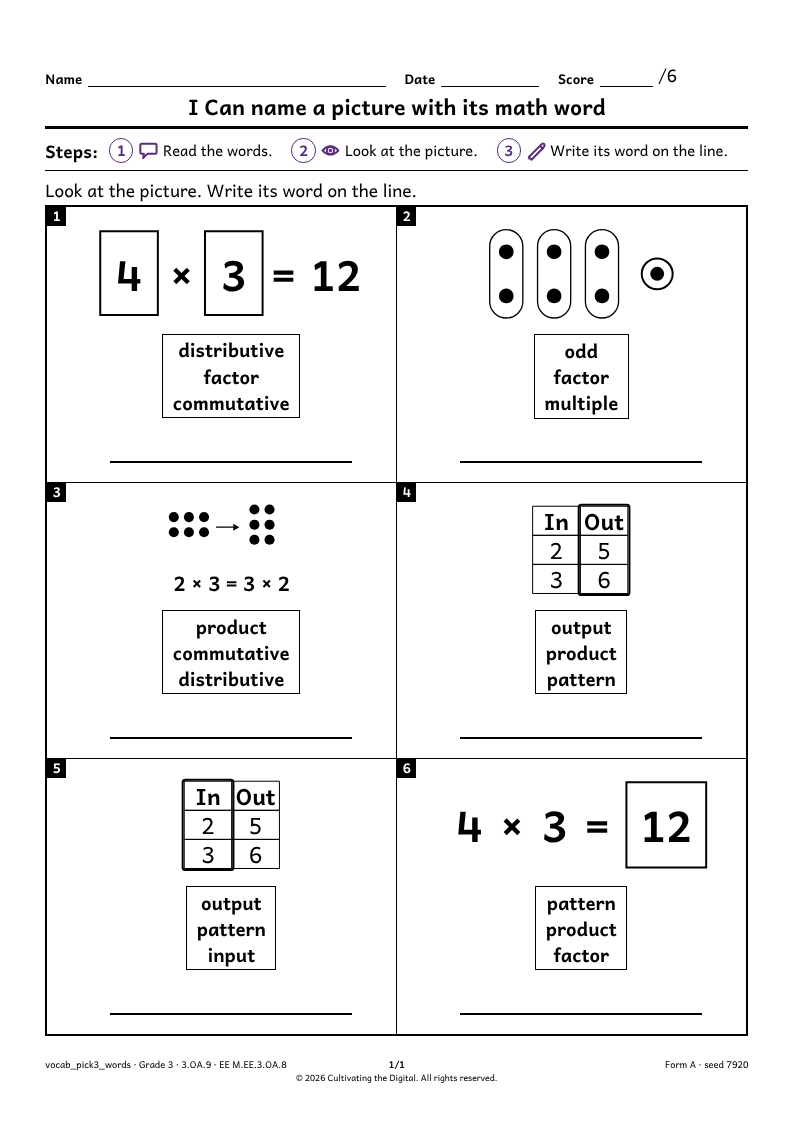 Name Date Score /6
I Can name a picture with its math word
Steps: 1 Read the words. 2 Look at the picture. 3 Write its word on the line.
Look at the picture. Write its word on the line.
1
4 × 3 = 12
distributive
factor
commutative
2
odd
factor
multiple
3
2 × 3 = 3 × 2
product
commutative
distributive
4
In Out
2 5
3 6
output
product
pattern
5
In Out
2 5
3 6
output
pattern
input
6
4 × 3 = 12
pattern
product
factor
vocab_pick3_words · Grade 3 · 3.OA.9 · EE M.EE.3.OA.8 1/1 Form A · seed 7920
© 2026 Cultivating the Digital. All rights reserved.